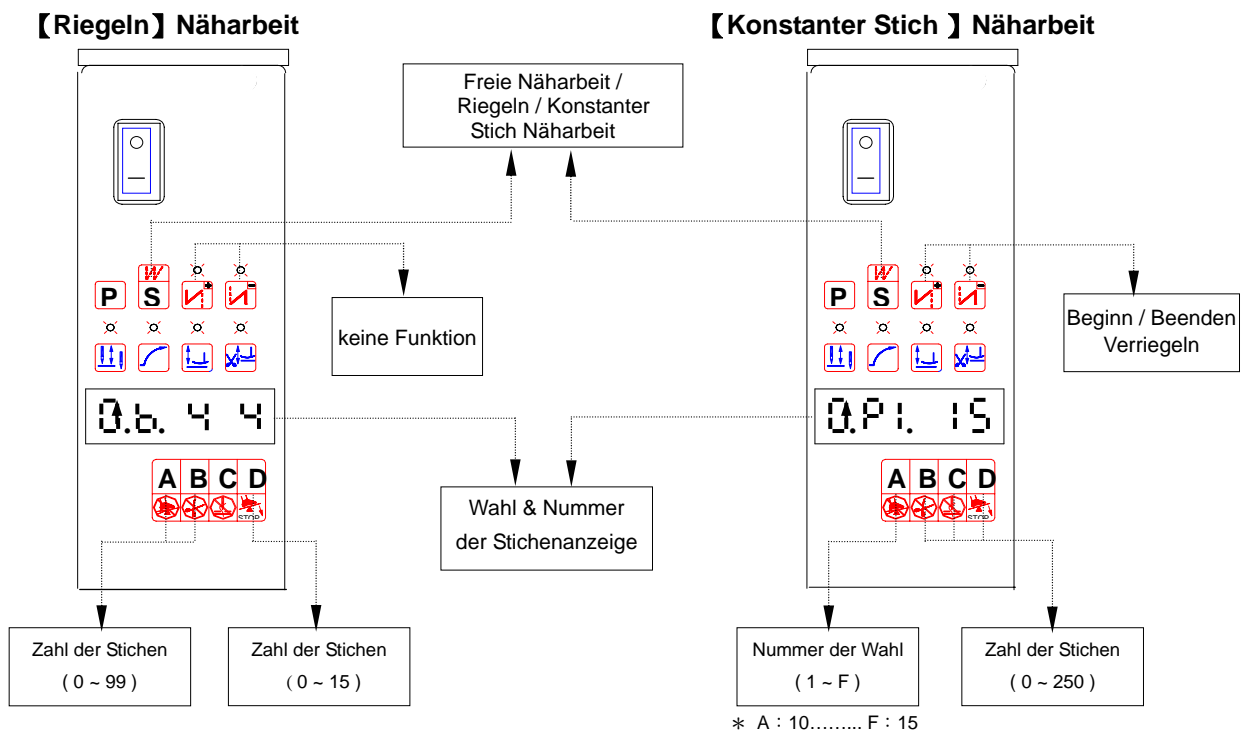 【Riegeln】 Näharbeit
【Konstanter Stich 】 Näharbeit
Freie Näharbeit /
Riegeln / Konstanter
Stich Näharbeit
W
P S
keine Funktion
0.b. 4 4
A B C D
STOP
Wahl & Nummer
der Stichenanzeige
Zahl der Stichen
( 0 ~ 99 )
Zahl der Stichen
( 0 ~ 15 )
W
P S
Beginn / Beenden
Verriegeln
0.P1. 15
A B C D
STOP
Nummer der Wahl
( 1 ~ F )
Zahl der Stichen
( 0 ~ 250 )
* A : 10......... F : 15